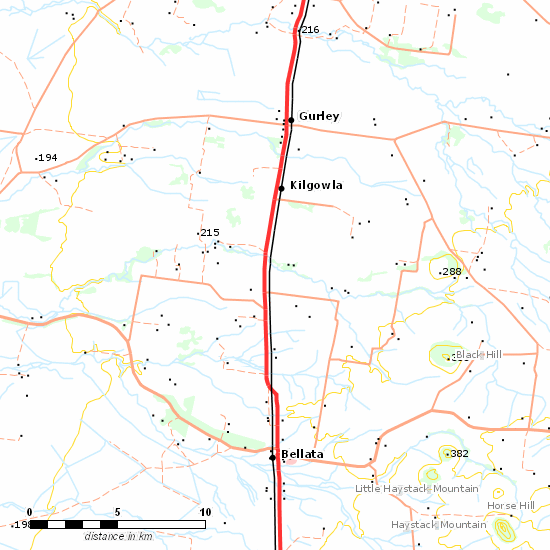 216
Gurley
194
Kilgowla
215
288
Black Hill
Bellata
382
Little Haystack Mountain
Horse Hill
0 5 10
Haystack Mountain
198
distance in km